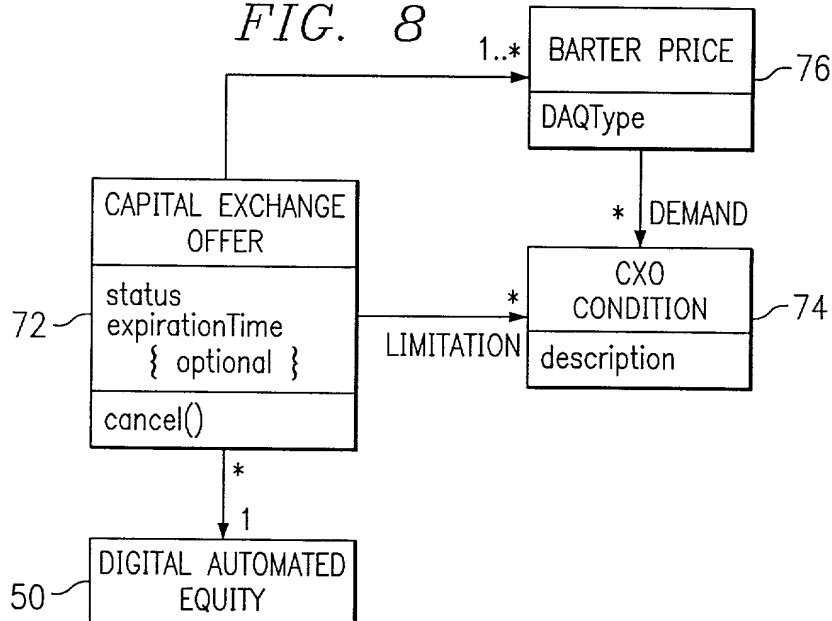 FIG. 8
1..*
BARTER PRICE
76
DAQType
CAPITAL EXCHANGE
OFFER
* DEMAND
CXO
CONDITION
74
status
expirationTime
{ optional }
72
*
LIMITATION
description
cancel()
*
1
DIGITAL AUTOMATED
EQUITY
50